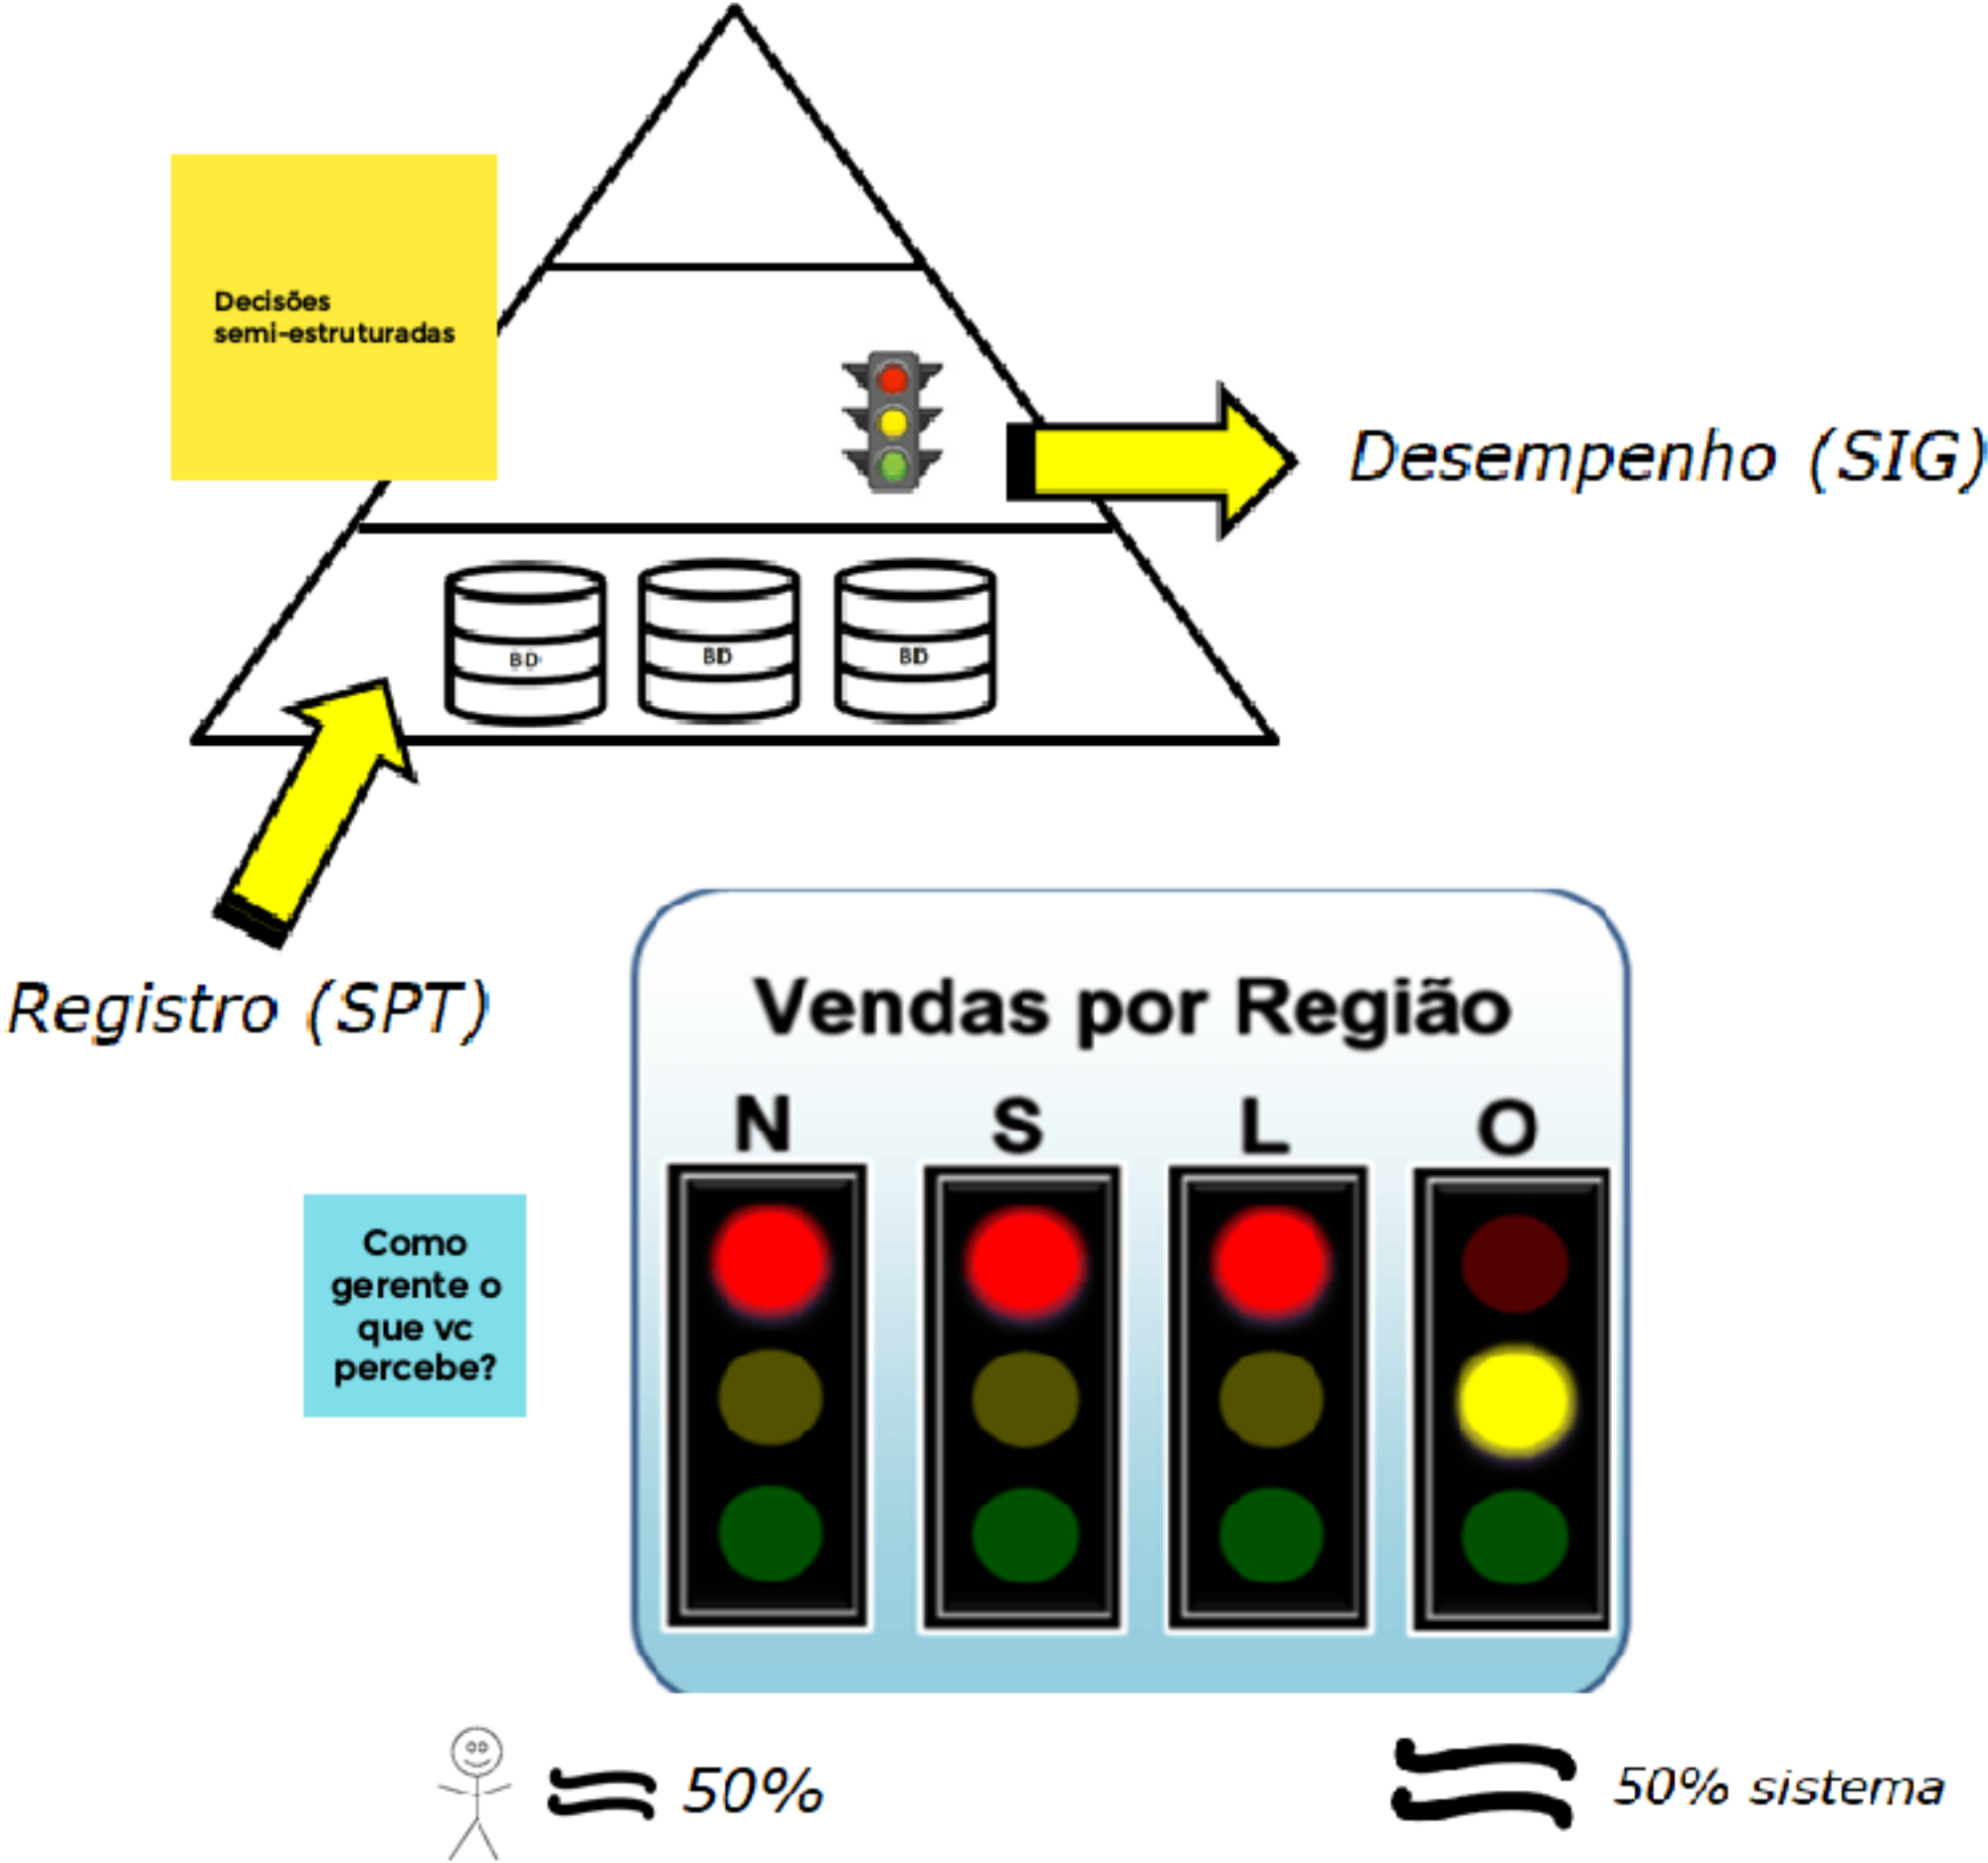 Decisões
semi-estruturadas
Desempenho (SIG)
BD
BD
BD
Registro (SPT)
Vendas por Região
N S L O
Como
gerente o
que vc
percebe?
50%
50% sistema